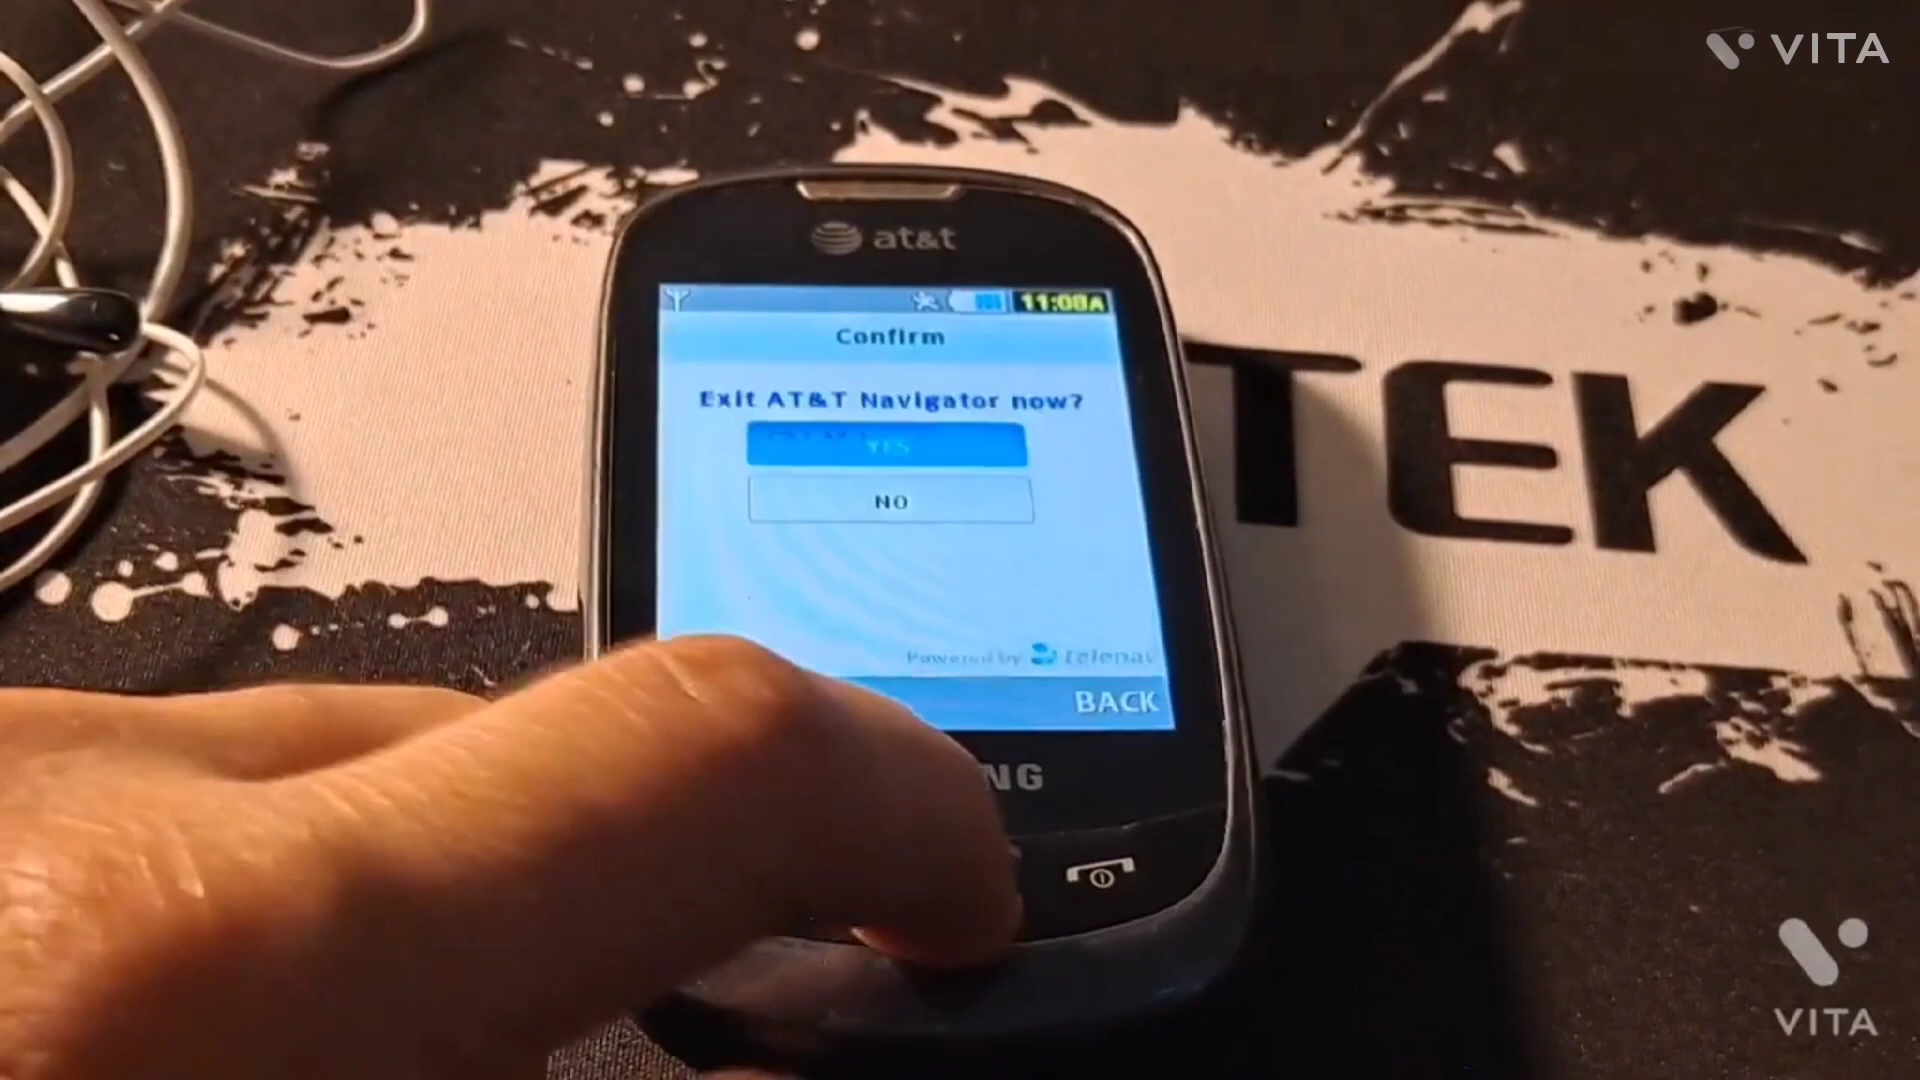 VITA
at&t
11:08A
Confirm
Exit AT&T Navigator now?
YES
NO
Powered by telenav
BACK
NG
TEK
VITA